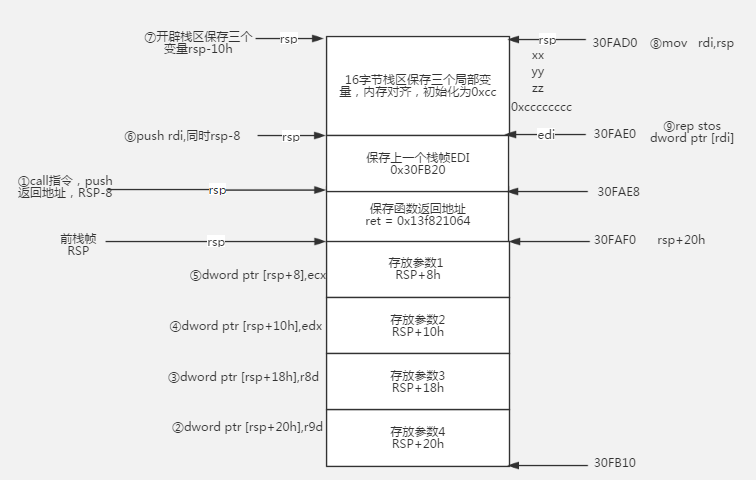 ⑦开辟栈区保存三个
变量rsp-10h
rsp
rsp
30FAD0
⑧mov rdi,rsp
xx
yy
zz
0xcccccccc
16字节栈区保存三个局部变
量，内存对齐，初始化为0xcc
⑥push rdi,同时rsp-8
rsp
edi
30FAE0
⑨rep stos
dword ptr [rdi]
保存上一个栈帧EDI
0x30FB20
①call指令，push
返回地址，RSP-8
rsp
30FAE8
保存函数返回地址
ret = 0x13f821064
前栈帧
RSP
rsp
30FAF0
rsp+20h
存放参数1
RSP+8h
⑤dword ptr [rsp+8],ecx
存放参数2
RSP+10h
④dword ptr [rsp+10h],edx
存放参数3
RSP+18h
③dword ptr [rsp+18h],r8d
存放参数4
RSP+20h
②dword ptr [rsp+20h],r9d
30FB10